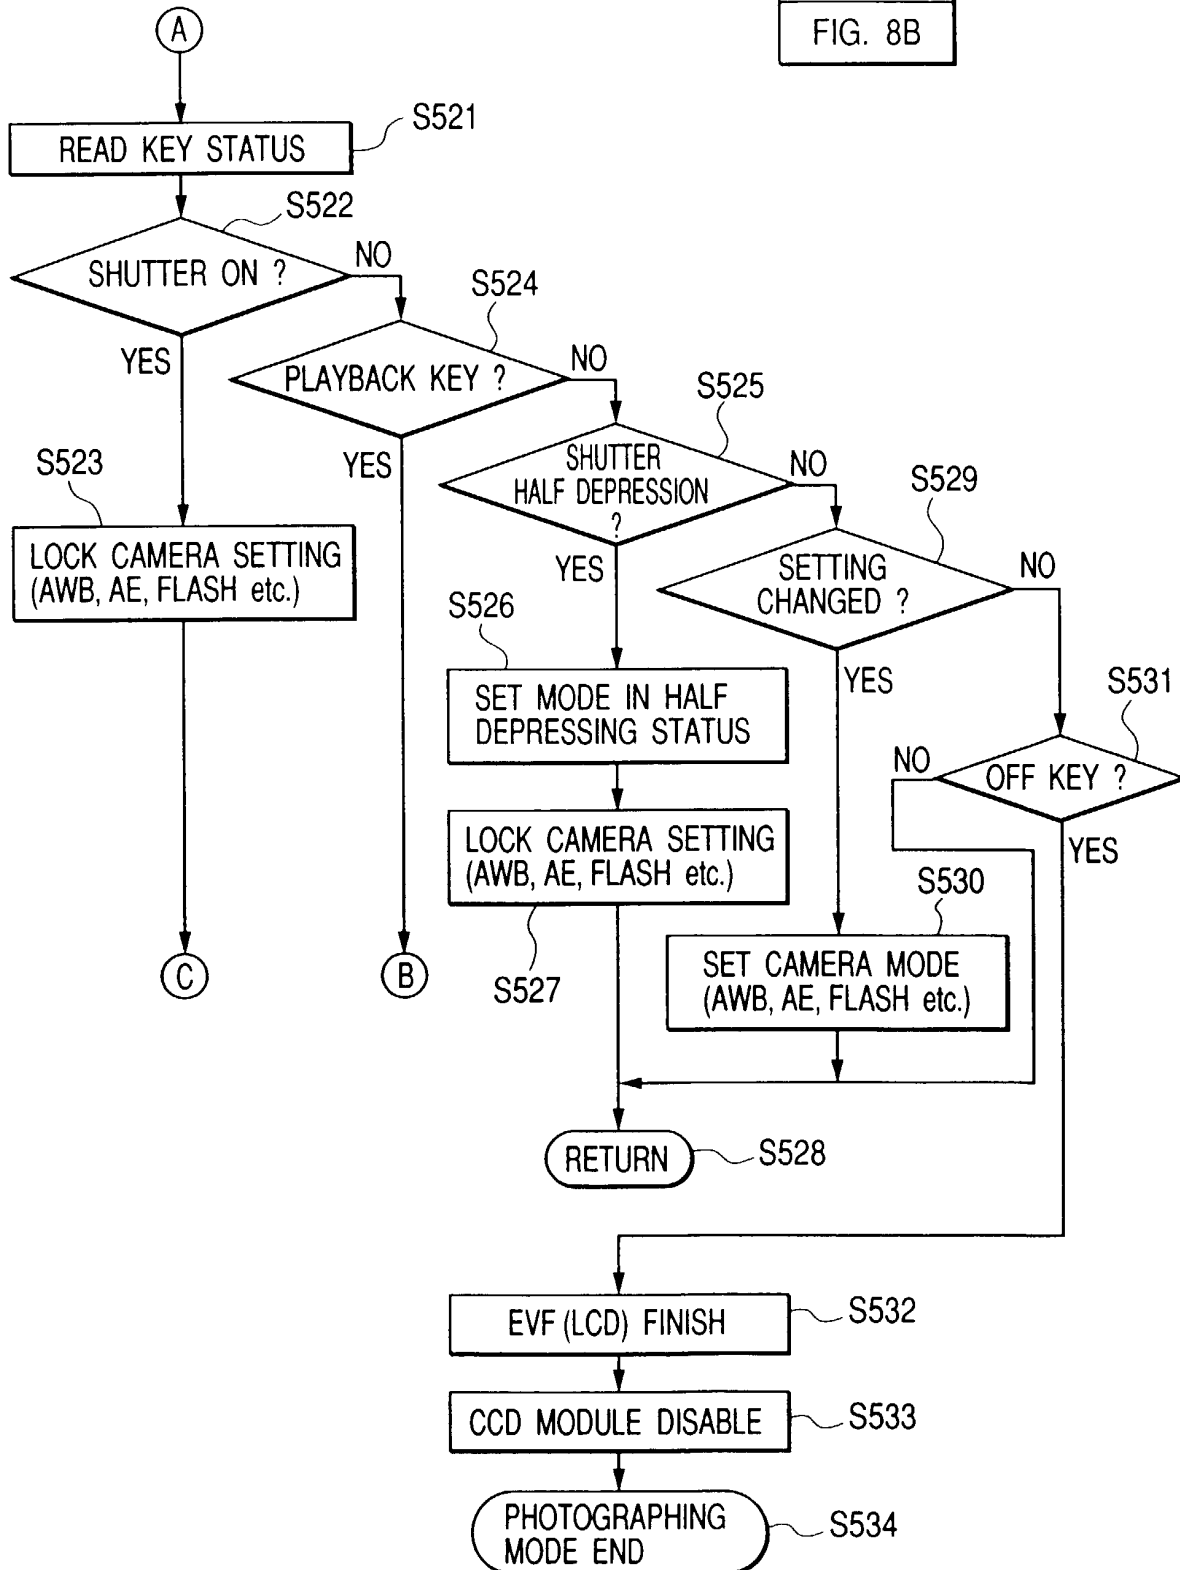 FIG. 8B
A
S521
READ KEY STATUS
S522
SHUTTER ON ?
NO
YES
S524
PLAYBACK KEY ?
NO
YES
S525
SHUTTER
HALF DEPRESSION
?
NO
YES
S523
LOCK CAMERA SETTING
(AWB, AE, FLASH etc.)
S529
SETTING
CHANGED ?
NO
YES
S526
SET MODE IN HALF
DEPRESSING STATUS
S531
OFF KEY ?
NO
YES
LOCK CAMERA SETTING
(AWB, AE, FLASH etc.)
S527
S530
SET CAMERA MODE
(AWB, AE, FLASH etc.)
C
B
RETURN
S528
EVF (LCD) FINISH
S532
CCD MODULE DISABLE
S533
PHOTOGRAPHING
MODE END
S534